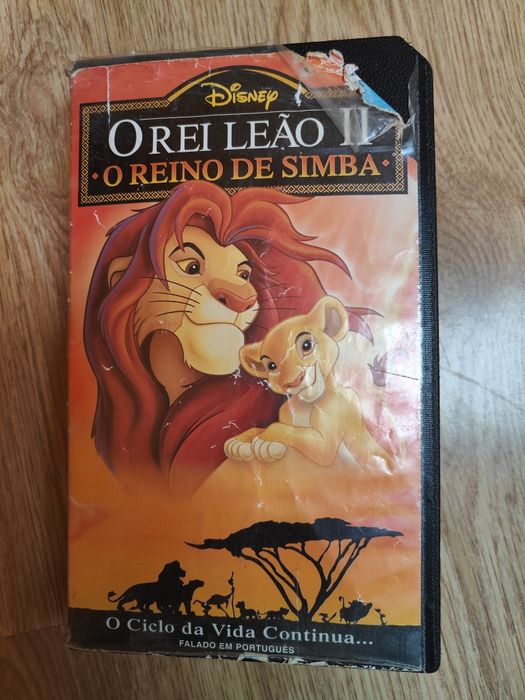 Disney
O REI LEÃO II
· O REINO DE SIMBA ·
O Ciclo da Vida Continua...
FALADO EM PORTUGUÊS